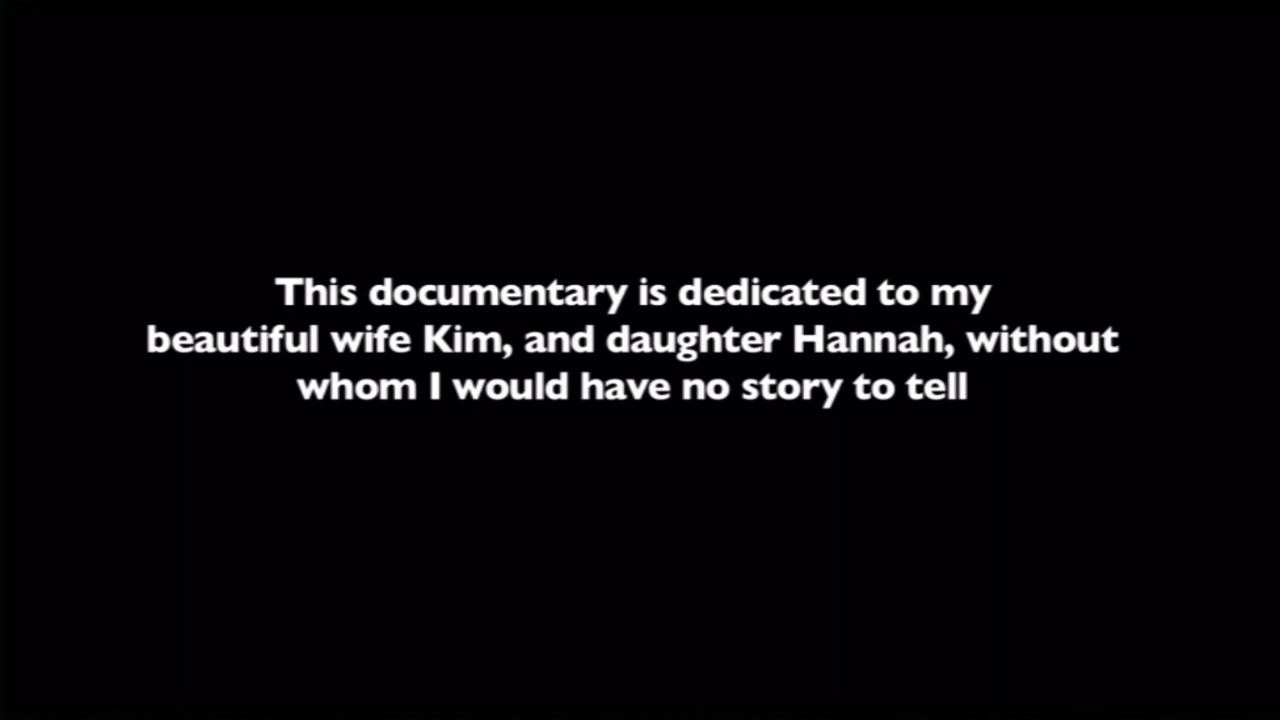 This documentary is dedicated to my
beautiful wife Kim, and daughter Hannah, without
whom I would have no story to tell